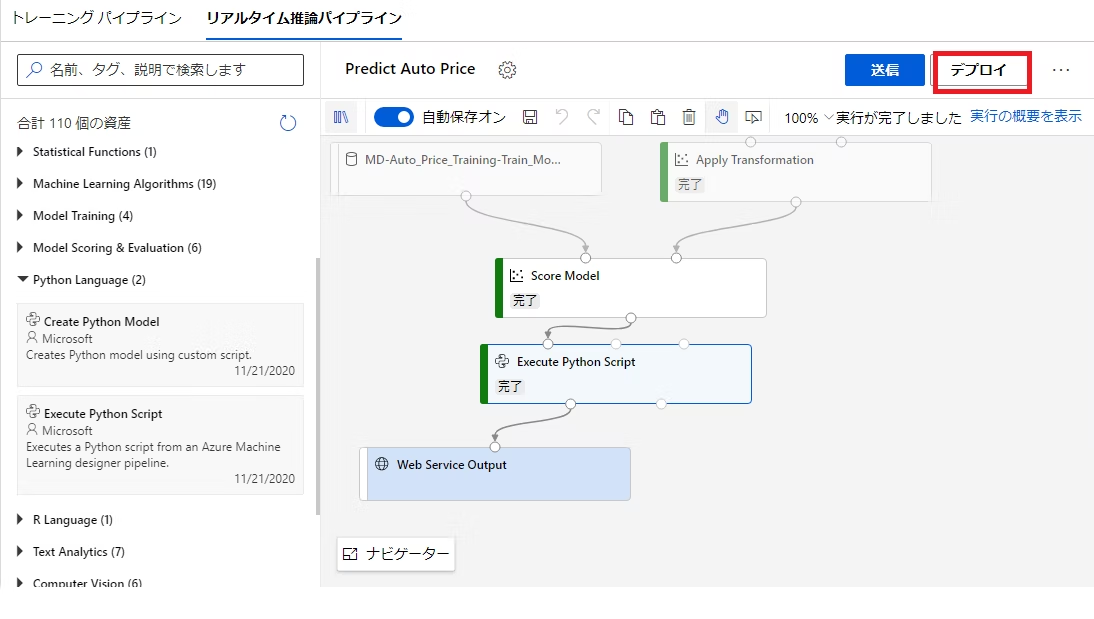 トレーニング パイプライン
リアルタイム推論パイプライン
名前、タグ、説明で検索します
Predict Auto Price
送信
デプロイ
合計 110 個の資産
自動保存オン
100%
実行が完了しました
実行の概要を表示
Statistical Functions (1)
Machine Learning Algorithms (19)
Model Training (4)
Model Scoring & Evaluation (6)
Python Language (2)
Create Python Model
Microsoft
Creates Python model using custom script.
11/21/2020
Execute Python Script
Microsoft
Executes a Python script from an Azure Machine
Learning designer pipeline.
11/21/2020
R Language (1)
Text Analytics (7)
Computer Vision (6)
MD-Auto_Price_Training-Train_Mo...
Apply Transformation
完了
Score Model
完了
Execute Python Script
完了
Web Service Output
ナビゲーター